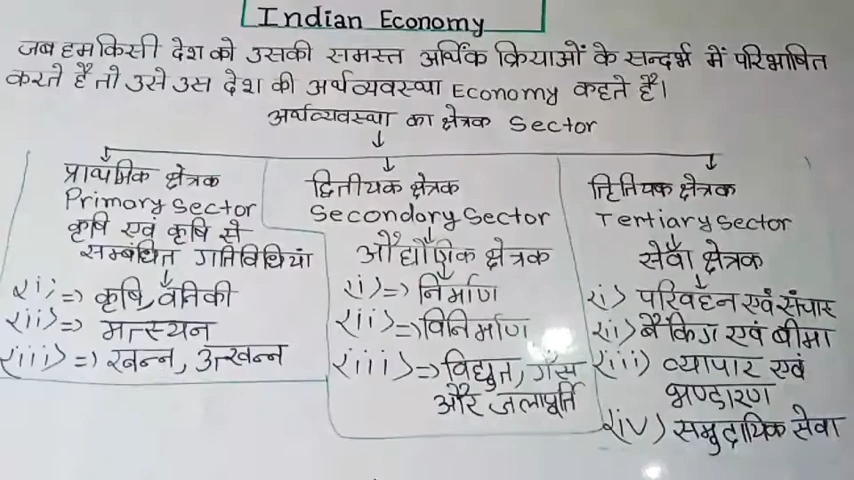 Indian Economy
जब हम किसी देश को उसकी समस्त आर्थिक क्रियाओं के सन्दर्भ में परिभाषित
करते है तो उसे उस देश की अर्थव्यवस्था Economy कहते है।
अर्थव्यवस्था का क्षेत्रक Sector
प्राथमिक क्षेत्रक
Primary Sector
कृषि एवं कृषि से
सम्बंधित गतिविधियां
(i) => कृषि, वनिकी
(ii) => मत्स्यन
(iii) => खनन, उत्खनन
द्वितीयक क्षेत्रक
Secondary Sector
औद्योगिक क्षेत्रक
(i) => निर्माण
(ii) => विनिर्माण
(iii) => विद्युत, गैस
और जलापूर्ति
त्रितियक क्षेत्रक
Tertiary Sector
सेवा क्षेत्रक
(i) परिवहन एवं संचार
(ii) बैंकिग एवं बीमा
(iii) व्यापार एवं
भण्डारण
(iv) समुदायिक सेवा